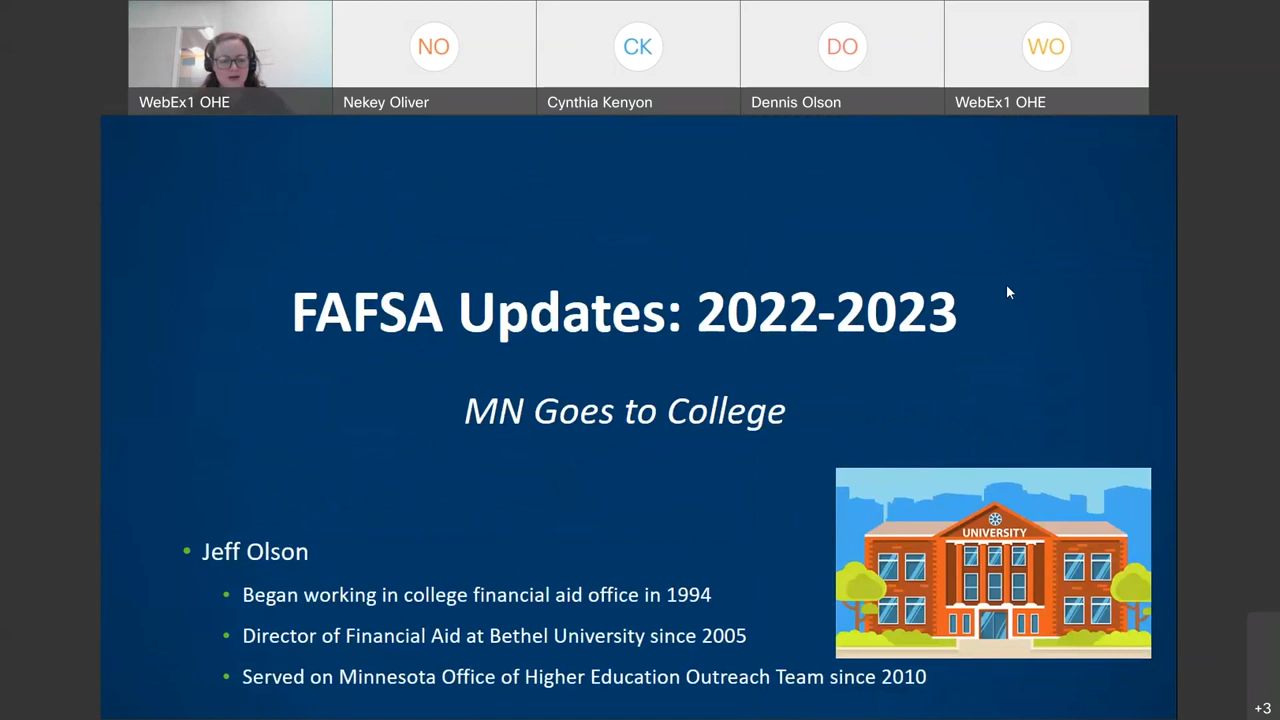 NO
CK
DO
WO
WebEx1 OHE
Nekey Oliver
Cynthia Kenyon
Dennis Olson
WebEx1 OHE
FAFSA Updates: 2022-2023
MN Goes to College
UNIVERSITY
• Jeff Olson
• Began working in college financial aid office in 1994
• Director of Financial Aid at Bethel University since 2005
• Served on Minnesota Office of Higher Education Outreach Team since 2010
+3